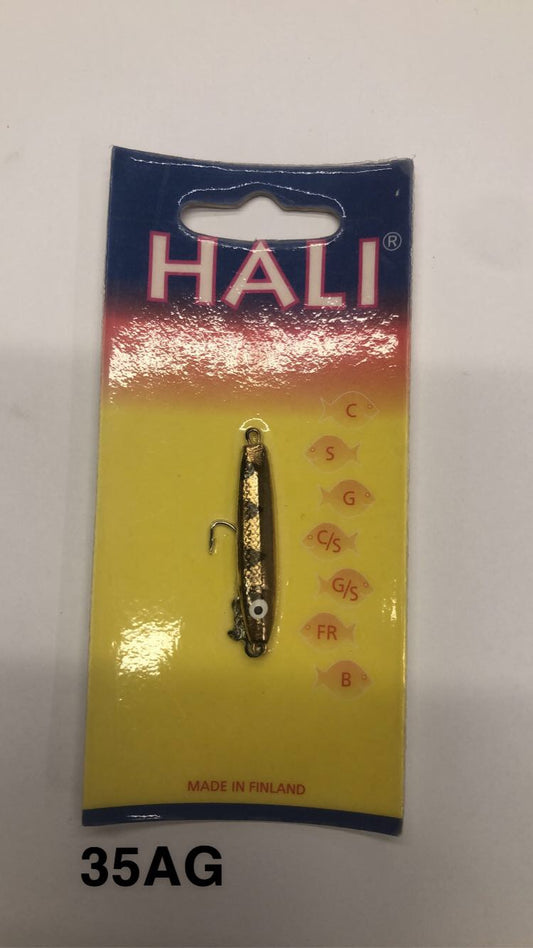 HALI®
C
S
G
C/S
G/S
FR
B
MADE IN FINLAND
35AG